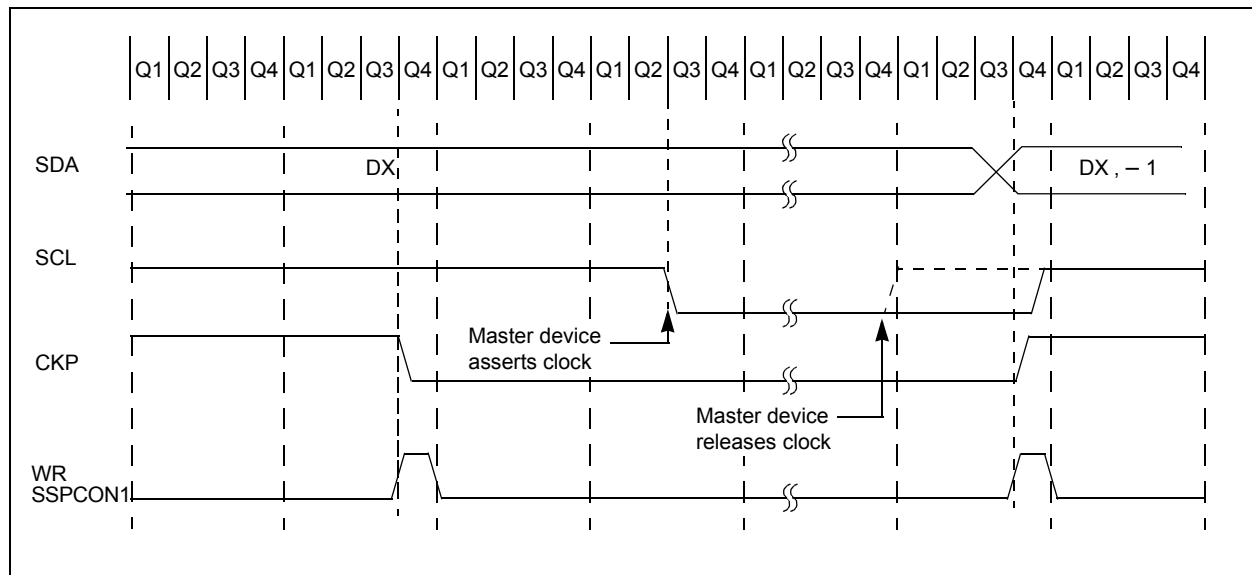 Q1 Q2 Q3 Q4 Q1 Q2 Q3 Q4 Q1 Q2 Q3 Q4 Q1 Q2 Q3 Q4 Q1 Q2 Q3 Q4 Q1 Q2 Q3 Q4 Q1 Q2 Q3 Q4
SDA
DX
DX , – 1
SCL
Master device
asserts clock
CKP
Master device
releases clock
WR
SSPCON1